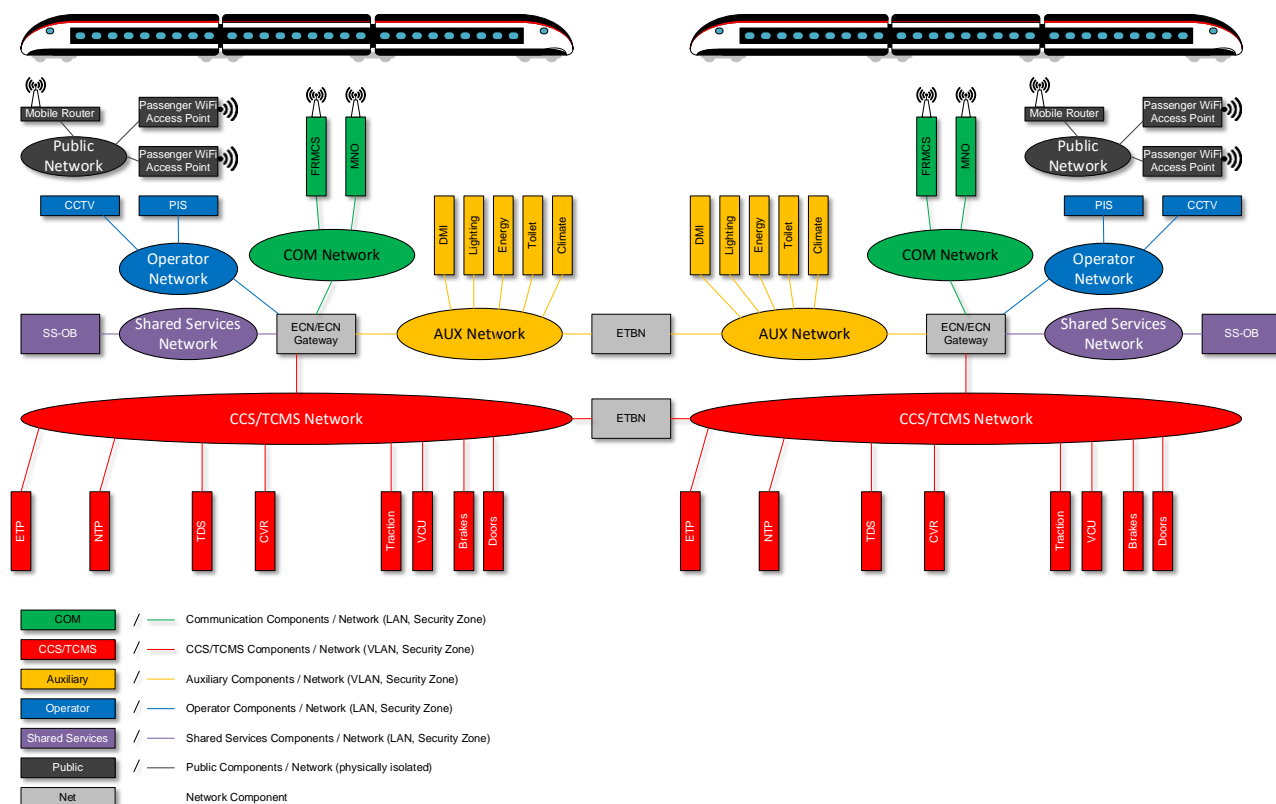 Mobile Router
Passenger WiFi
Access Point
Public
Network
Passenger WiFi
Access Point
FRMCS
MNO
CCTV
PIS
Operator
Network
COM Network
DMI
Lighting
Energy
Toilet
Climate
SS-OB
Shared Services
Network
ECN/ECN
Gateway
AUX Network
ETBN
CCS/TCMS Network
ETBN
ETP
NTP
TDS
CVR
Traction
VCU
Brakes
Doors
FRMCS
MNO
Mobile Router
Passenger WiFi
Access Point
Public
Network
Passenger WiFi
Access Point
PIS
CCTV
Operator
Network
COM Network
DMI
Lighting
Energy
Toilet
Climate
AUX Network
ECN/ECN
Gateway
Shared Services
Network
SS-OB
CCS/TCMS Network
ETP
NTP
TDS
CVR
Traction
VCU
Brakes
Doors
COM / Communication Components / Network (LAN, Security Zone)
CCS/TCMS / CCS/TCMS Components / Network (VLAN, Security Zone)
Auxiliary / Auxiliary Components / Network (VLAN, Security Zone)
Operator / Operator Components / Network (LAN, Security Zone)
Shared Services / Shared Services Components / Network (LAN, Security Zone)
Public / Public Components / Network (physically isolated)
Net Network Component